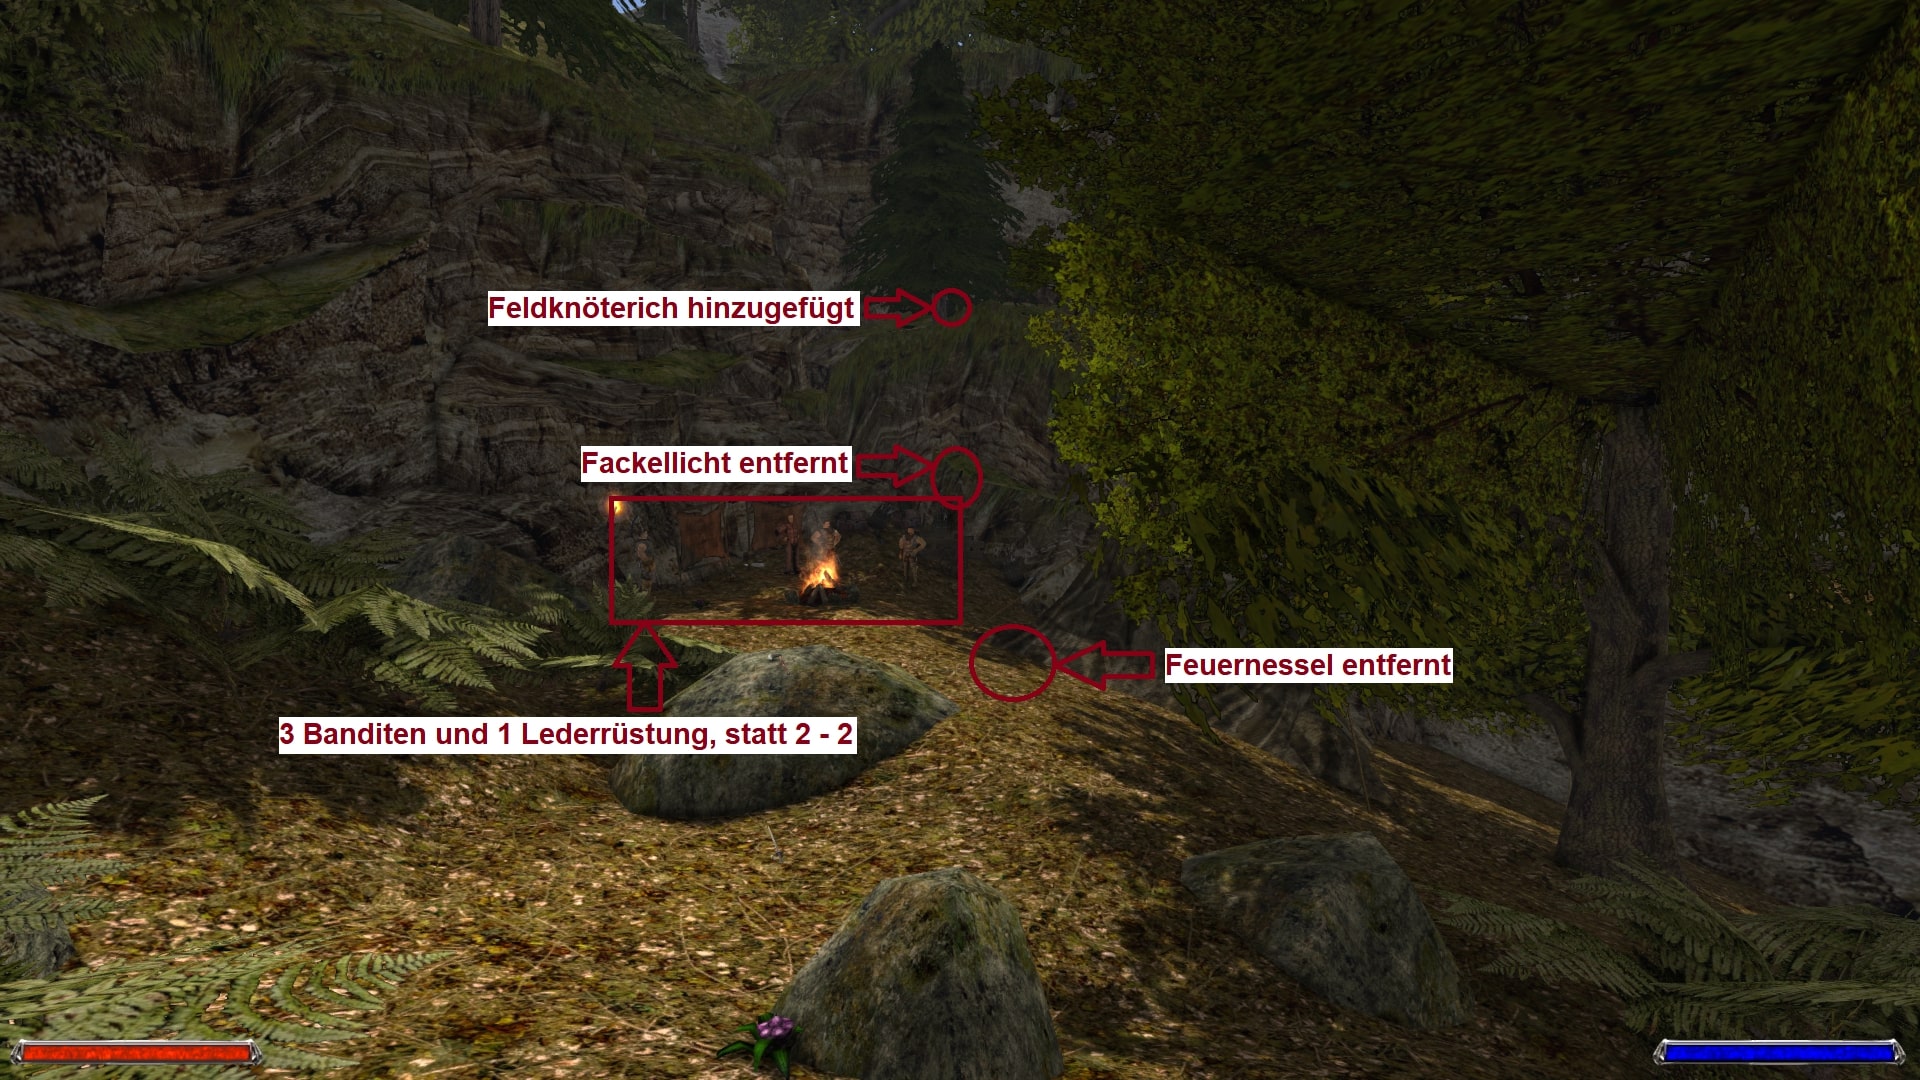 Feldknöterich hinzugefügt
Fackellicht entfernt
Feuernessel entfernt
3 Banditen und 1 Lederrüstung, statt 2 - 2